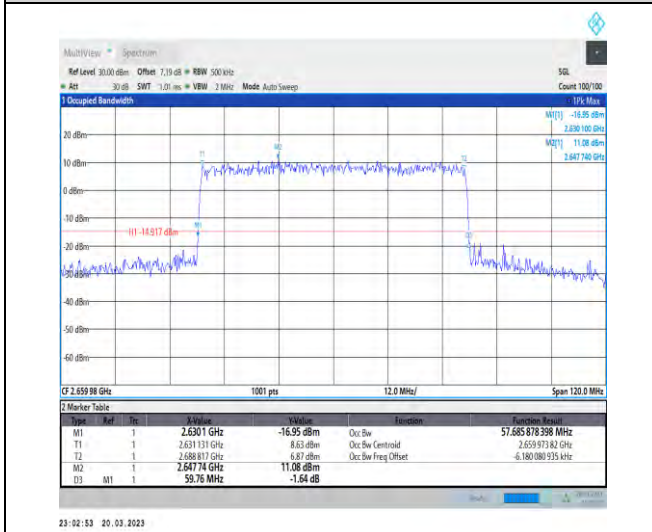 MultiView Spectrum
Ref Level 30.00 dBm Offset 7.19 dB RBW 500 kHz SGL
Att 30 dB SWT 1.01 ms VBW 2 MHz Mode Auto Sweep Count 100/100
1 Occupied Bandwidth 1Pk Max
M1[1] -16.95 dBm
2.630 100 GHz
M2[1] 11.08 dBm
2.647 740 GHz
20 dBm
10 dBm
0 dBm
-10 dBm
H1 -14.917 dBm
-20 dBm
-30 dBm
-40 dBm
-50 dBm
-60 dBm
T1
M2
T2
M1
CF 2.659 98 GHz 1001 pts 12.0 MHz/ Span 120.0 MHz
2 Marker Table
Type Ref Trc X-Value Y-Value Function Function Result
M1 1 2.6301 GHz -16.95 dBm Occ Bw 57.685 878 398 MHz
T1 1 2.631 131 GHz 8.63 dBm Occ Bw Centroid 2.659 973 82 GHz
T2 1 2.688 817 GHz 6.87 dBm Occ Bw Freq Offset -6.180 080 935 kHz
M2 1 2.647 74 GHz 11.08 dBm
D3 M1 1 59.76 MHz -1.64 dB
23:02:53 20.03.2023